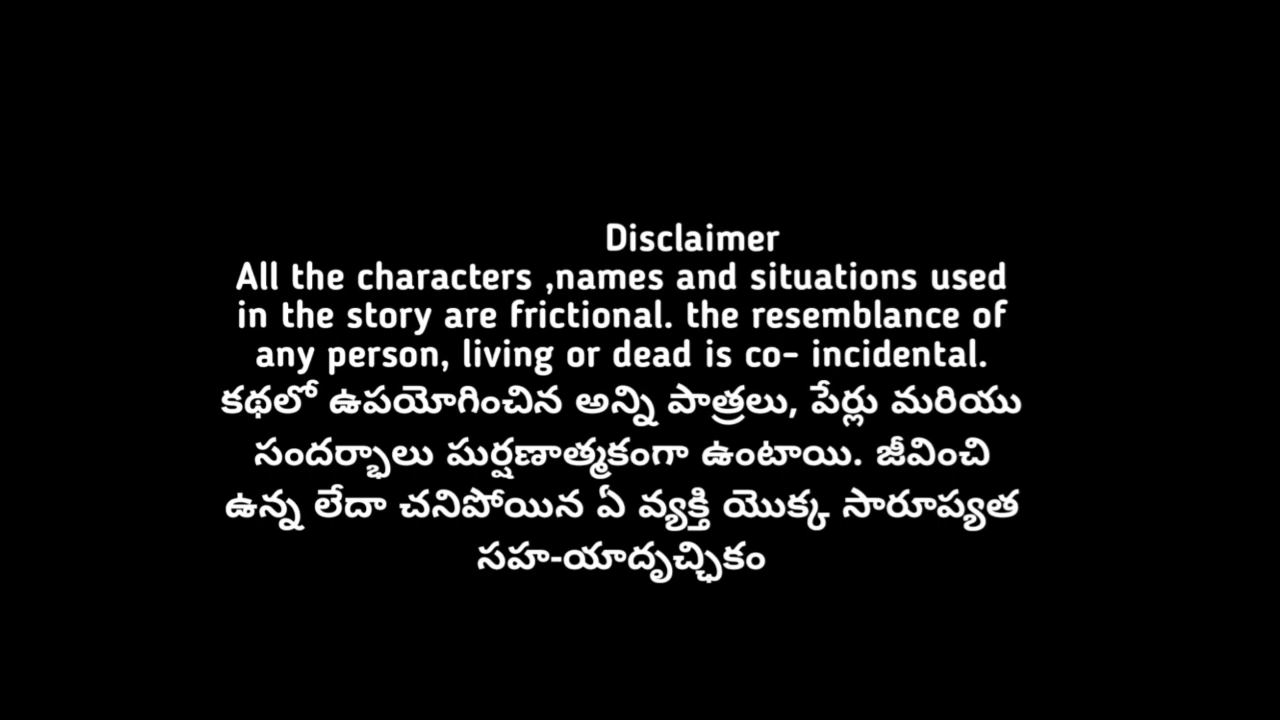 Disclaimer
All the characters ,names and situations used
in the story are frictional. the resemblance of
any person, living or dead is co- incidental.
కథలో ఉపయోగించిన అన్ని పాత్రలు, పేర్లు మరియు
సందర్భాలు ఘర్షణాత్మకంగా ఉంటాయి. జీవించి
ఉన్న లేదా చనిపోయిన ఏ వ్యక్తి యొక్క సారూప్యత
సహ-యాదృచ్ఛికం